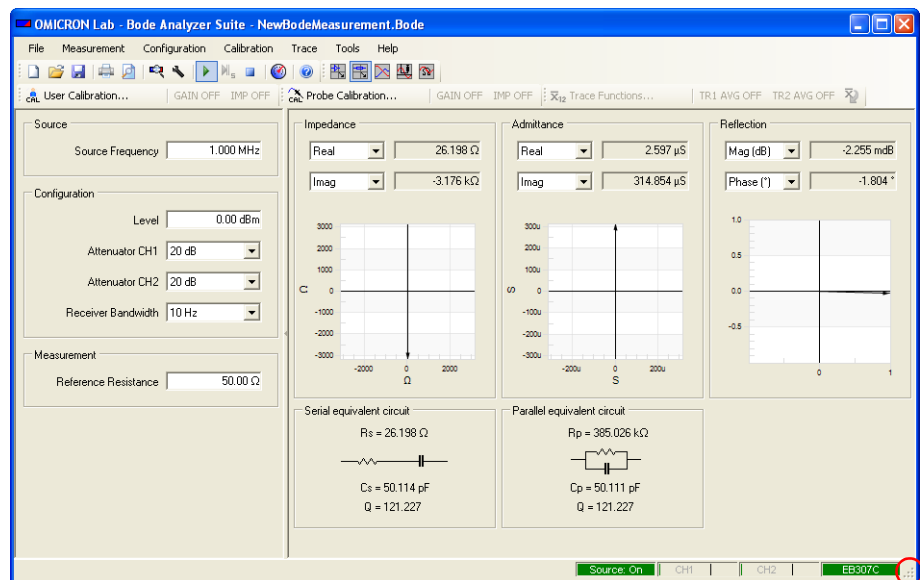 OMICRON Lab - Bode Analyzer Suite - NewBodeMeasurement.Bode
File Measurement Configuration Calibration Trace Tools Help
CAL User Calibration... GAIN OFF IMP OFF CAL Probe Calibration... GAIN OFF IMP OFF X12 Trace Functions... TR1 AVG OFF TR2 AVG OFF
Source
Source Frequency 1.000 MHz
Configuration
Level 0.00 dBm
Attenuator CH1 20 dB
Attenuator CH2 20 dB
Receiver Bandwidth 10 Hz
Measurement
Reference Resistance 50.00 Ω
Impedance
Real 26.198 Ω
Imag -3.176 kΩ
3000
2000
1000
Ω 0
-1000
-2000
-3000
-2000 0 2000
Ω
Admittance
Real 2.597 µS
Imag 314.854 µS
300u
200u
100u
S 0
-100u
-200u
-300u
-200u 0 200u
S
Reflection
Mag (dB) -2.255 mdB
Phase (°) -1.804 °
1.0
0.5
0.0
-0.5
0 1
Serial equivalent circuit
Rs = 26.198 Ω
Cs = 50.114 pF
Q = 121.227
Parallel equivalent circuit
Rp = 385.026 kΩ
Cp = 50.111 pF
Q = 121.227
Source: On CH1 CH2 EB307C